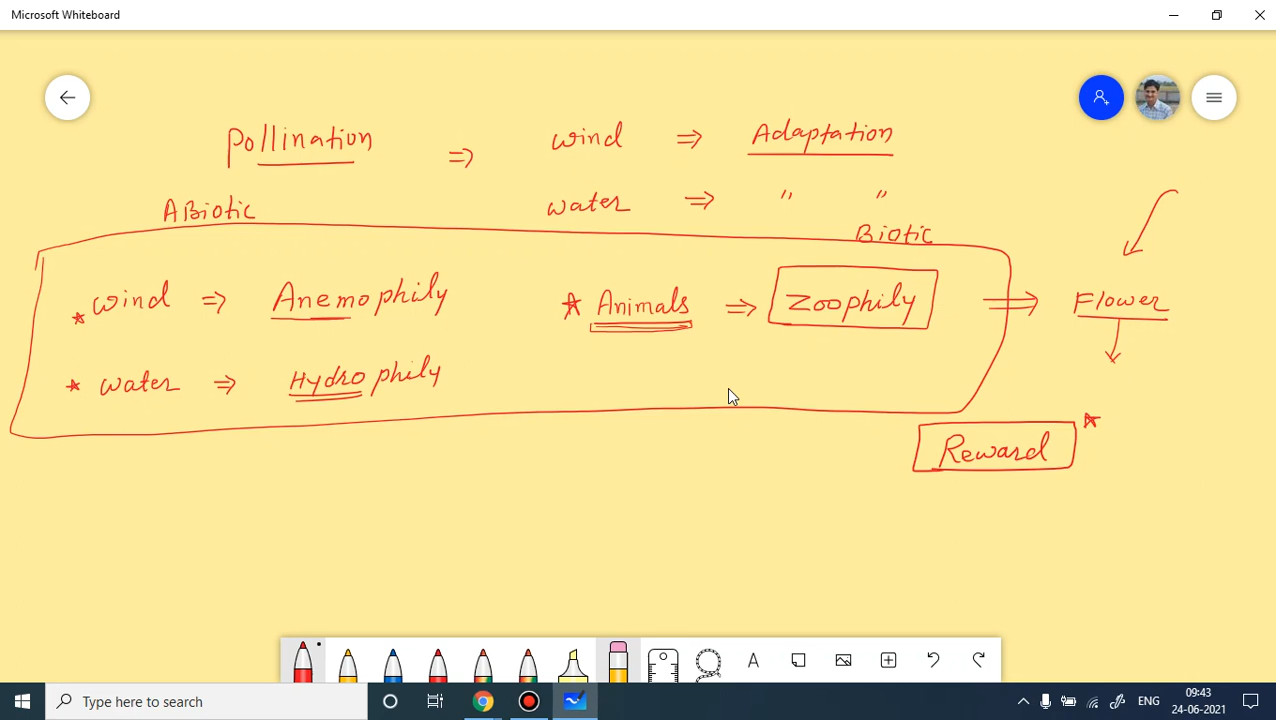 Microsoft Whiteboard
Pollination ⇒ wind ⇒ Adaptation
water ⇒ " "
ABiotic
Biotic
* wind ⇒ Anemophily
* Animals ⇒ Zoophily ⇒ Flower
* water ⇒ Hydrophily
Reward *
A
Type here to search
ENG
09:43
24-06-2021